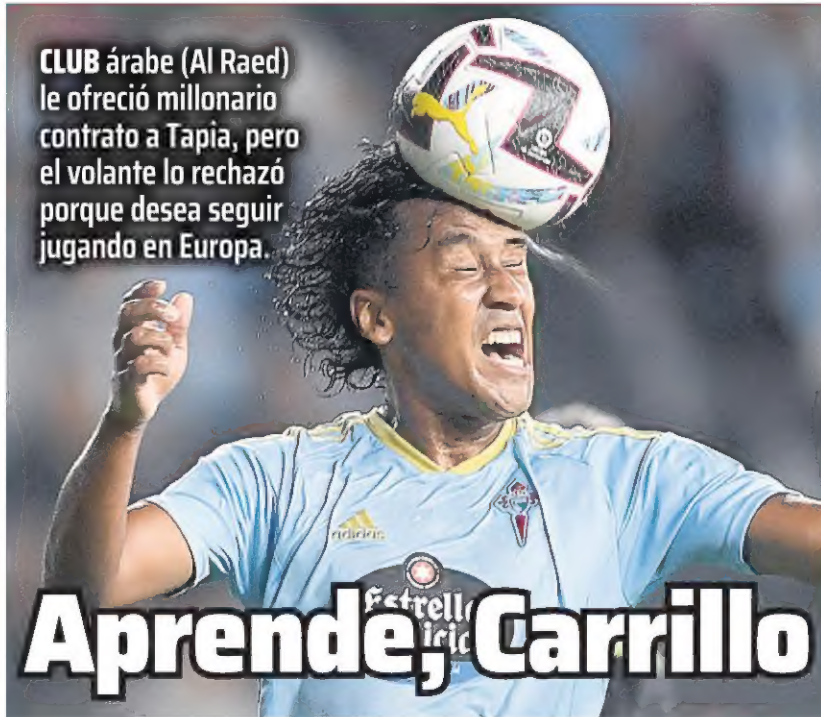 CLUB árabe (Al Raed)
le ofreció millonario
contrato a Tapia, pero
el volante lo rechazó
porque desea seguir
jugando en Europa.
adidas
Aprende, Carrillo